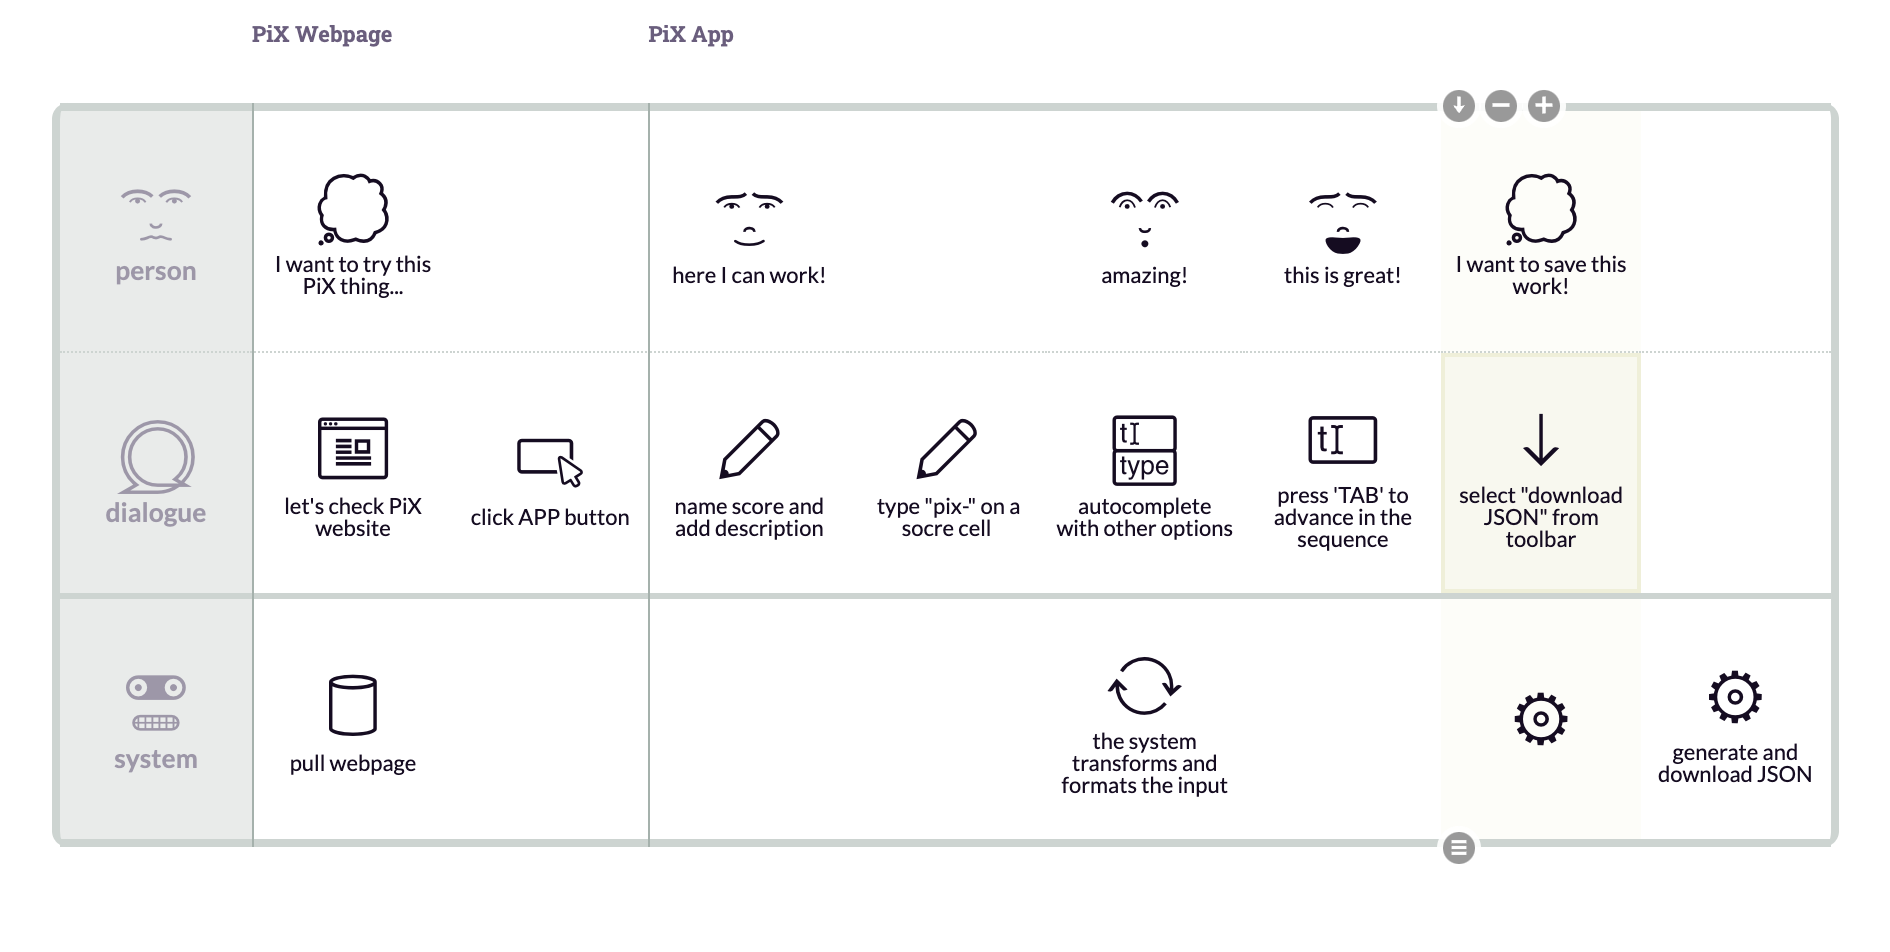 PiX Webpage
PiX App
person
I want to try this
PiX thing...
here I can work!
amazing!
this is great!
I want to save this
work!
dialogue
let's check PiX
website
click APP button
name score and
add description
type "pix-" on a
socre cell
tI
type
autocomplete
with other options
tI
press 'TAB' to
advance in the
sequence
select "download
JSON" from
toolbar
system
pull webpage
the system
transforms and
formats the input
generate and
download JSON